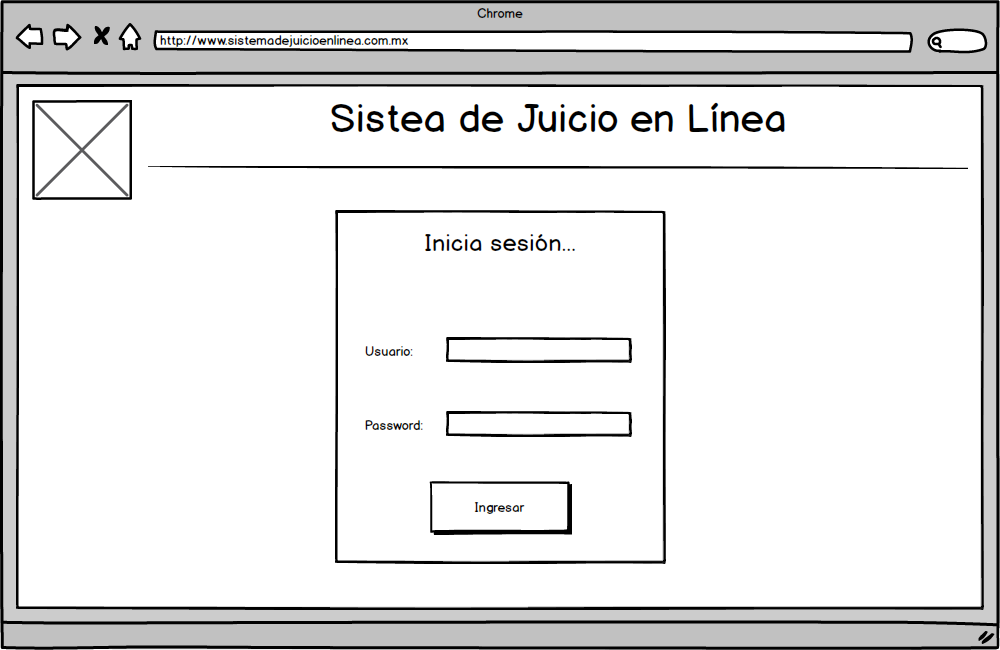 Chrome
http://www.sistemadejuicioenlinea.com.mx
Sistea de Juicio en Línea
Inicia sesión...
Usuario:
Password:
Ingresar